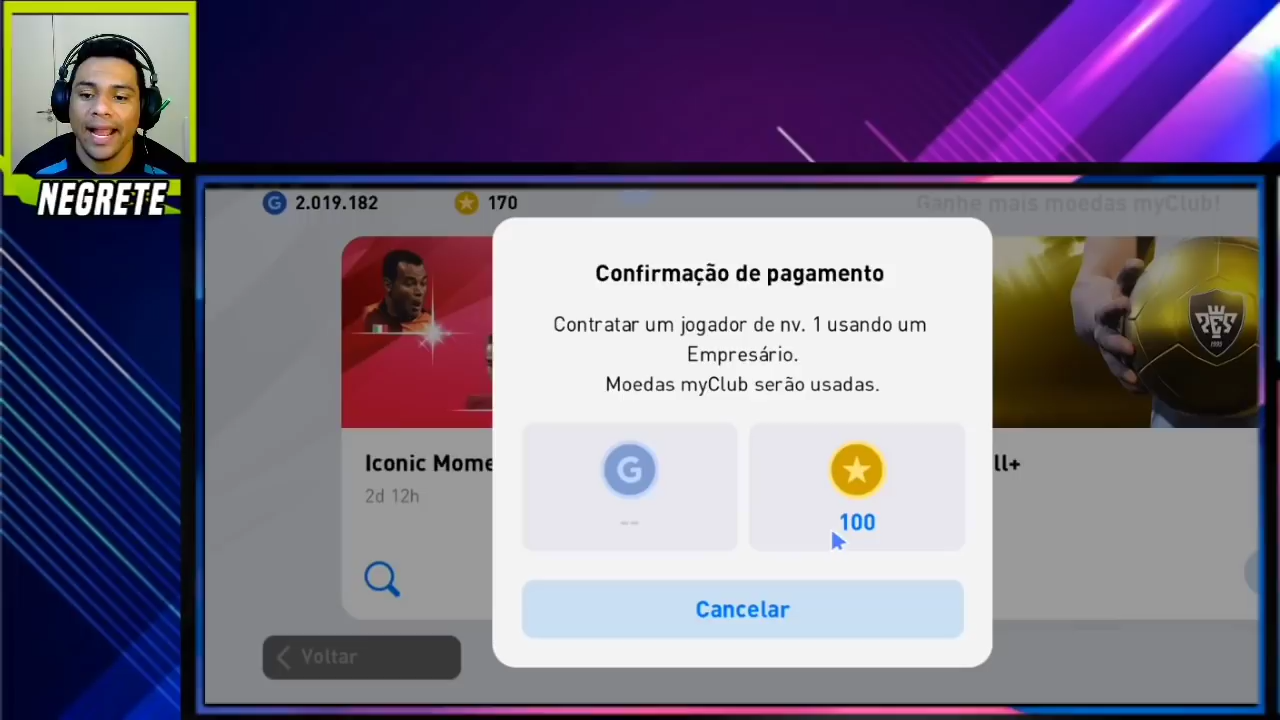 NEGRETE
2.019.182
170
Ganhe mais moedas myClub!
Confirmação de pagamento
Contratar um jogador de nv. 1 usando um
Empresário.
Moedas myClub serão usadas.
G
--
100
Cancelar
Iconic Mome
2d 12h
ll+
Voltar
PES